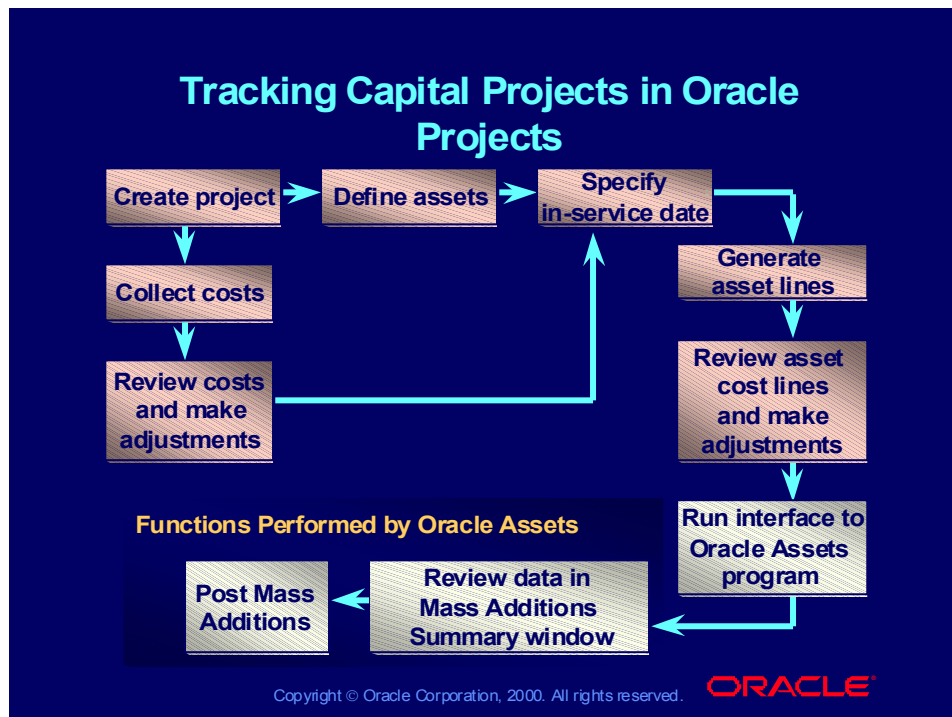 Tracking Capital Projects in Oracle
Projects
Create project
Define assets
Specify
in-service date
Collect costs
Generate
asset lines
Review costs
and make
adjustments
Review asset
cost lines
and make
adjustments
Functions Performed by Oracle Assets
Run interface to
Oracle Assets
program
Post Mass
Additions
Review data in
Mass Additions
Summary window
Copyright © Oracle Corporation, 2000. All rights reserved.
ORACLE®